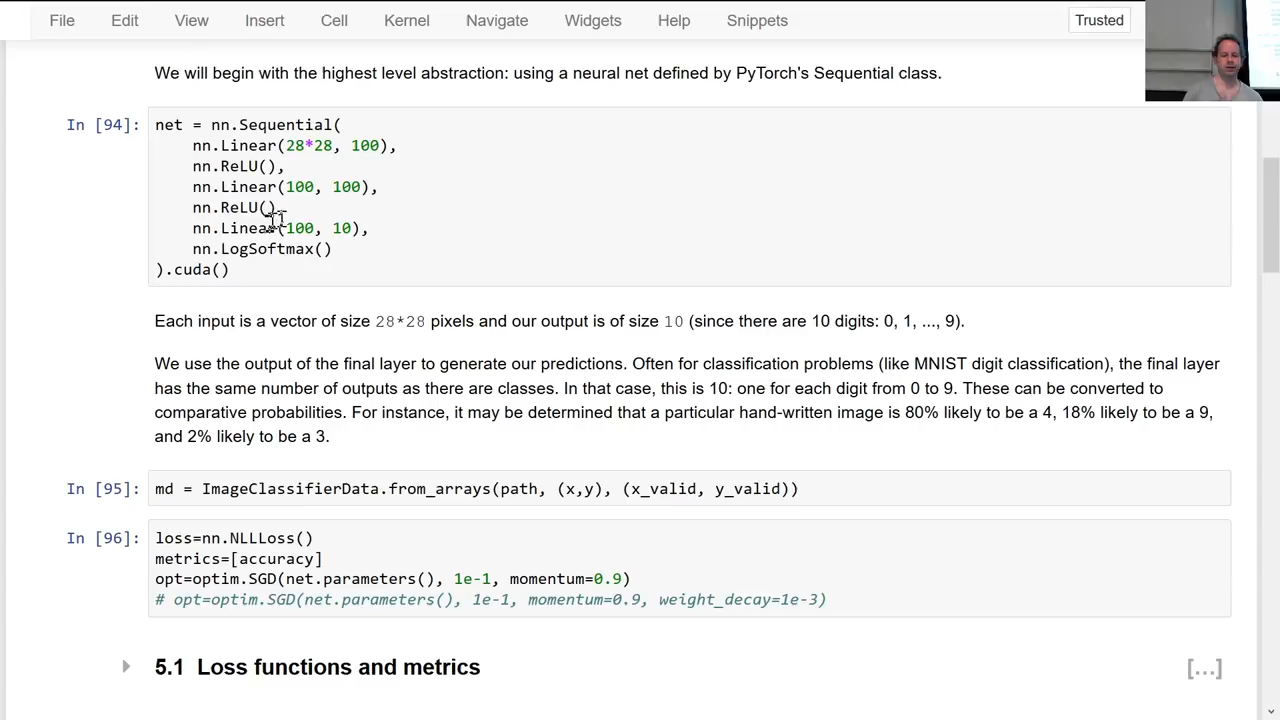 File Edit View Insert Cell Kernel Navigate Widgets Help Snippets Trusted
We will begin with the highest level abstraction: using a neural net defined by PyTorch's Sequential class.
In [94]: net = nn.Sequential(
nn.Linear(28*28, 100),
nn.ReLU(),
nn.Linear(100, 100),
nn.ReLU(),
nn.Linear(100, 10),
nn.LogSoftmax()
).cuda()
Each input is a vector of size 28*28 pixels and our output is of size 10 (since there are 10 digits: 0, 1, ..., 9).
We use the output of the final layer to generate our predictions. Often for classification problems (like MNIST digit classification), the final layer
has the same number of outputs as there are classes. In that case, this is 10: one for each digit from 0 to 9. These can be converted to
comparative probabilities. For instance, it may be determined that a particular hand-written image is 80% likely to be a 4, 18% likely to be a 9,
and 2% likely to be a 3.
In [95]: md = ImageClassifierData.from_arrays(path, (x,y), (x_valid, y_valid))
In [96]: loss=nn.NLLLoss()
metrics=[accuracy]
opt=optim.SGD(net.parameters(), 1e-1, momentum=0.9)
# opt=optim.SGD(net.parameters(), 1e-1, momentum=0.9, weight_decay=1e-3)
5.1 Loss functions and metrics [...]